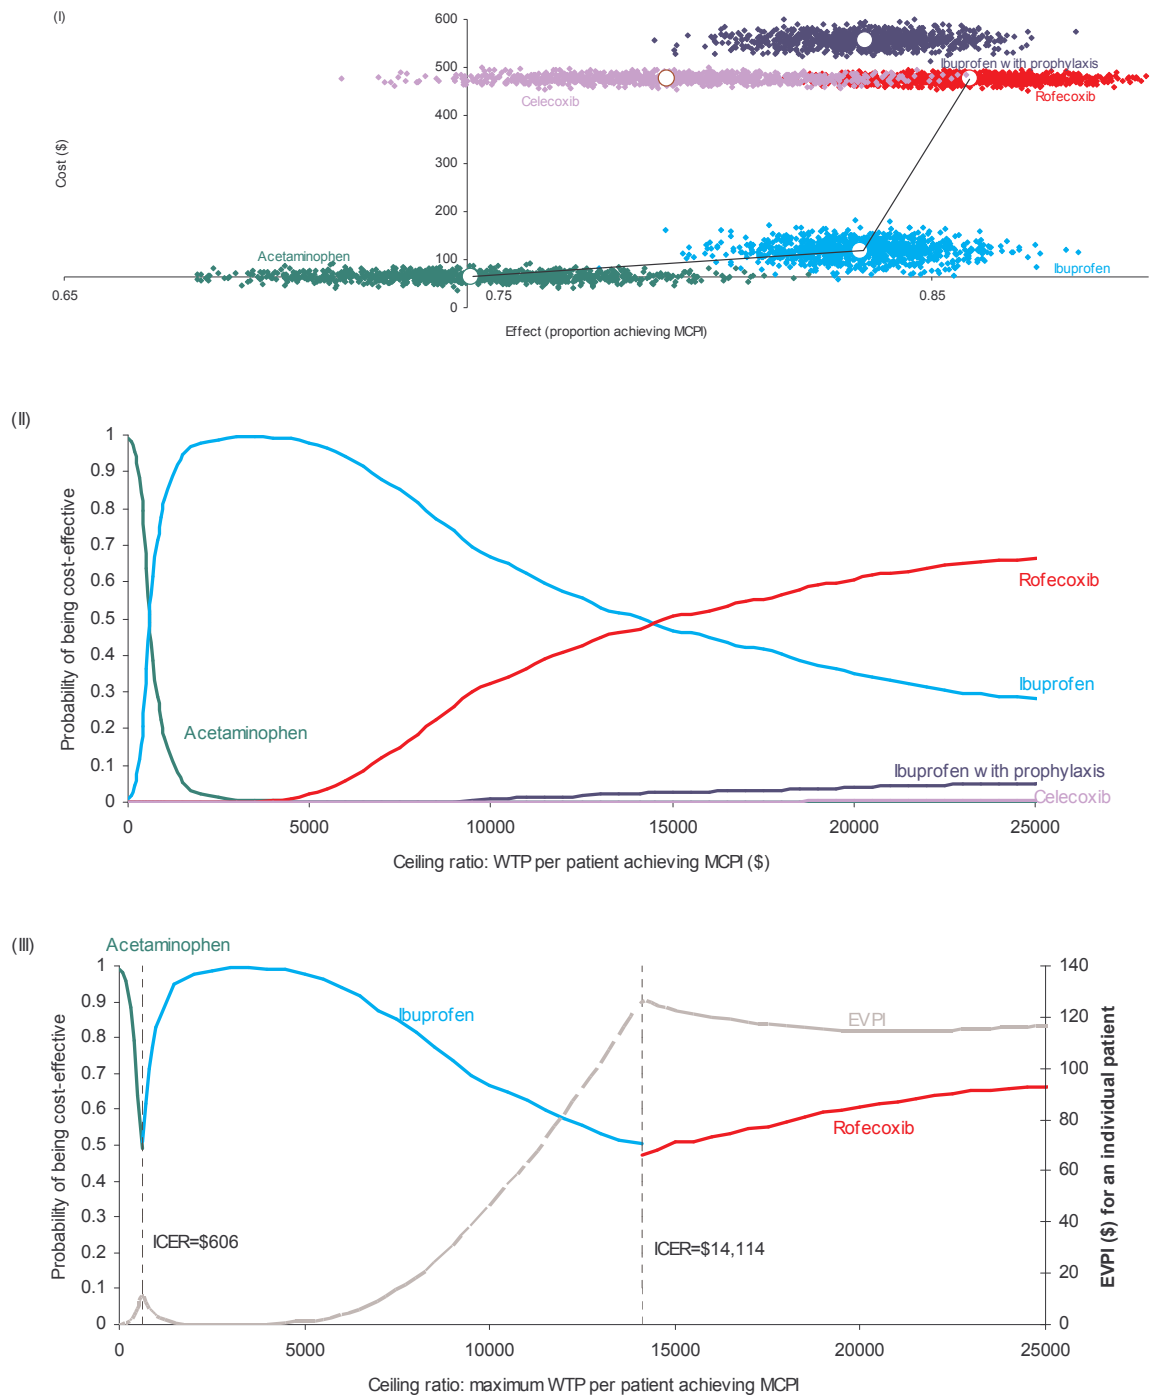 (I)
600
500
400
300
200
100
0
Cost ($)
Ibuprofen with prophylaxis
Celecoxib
Rofecoxib
Acetaminophen
Ibuprofen
0.65
0.75
0.85
Effect (proportion achieving MCPI)
(II)
1
0.9
0.8
0.7
0.6
0.5
0.4
0.3
0.2
0.1
0
Probability of being cost-effective
Rofecoxib
Ibuprofen
Acetaminophen
Ibuprofen with prophylaxis
Celecoxib
0
5000
10000
15000
20000
25000
Ceiling ratio: WTP per patient achieving MCPI ($)
(III)
Acetaminophen
1
0.9
0.8
0.7
0.6
0.5
0.4
0.3
0.2
0.1
0
Probability of being cost-effective
Ibuprofen
EVPI
Rofecoxib
ICER=$606
ICER=$14,114
140
120
100
80
60
40
20
0
EVPI ($) for an individual patient
0
5000
10000
15000
20000
25000
Ceiling ratio: maximum WTP per patient achieving MCPI